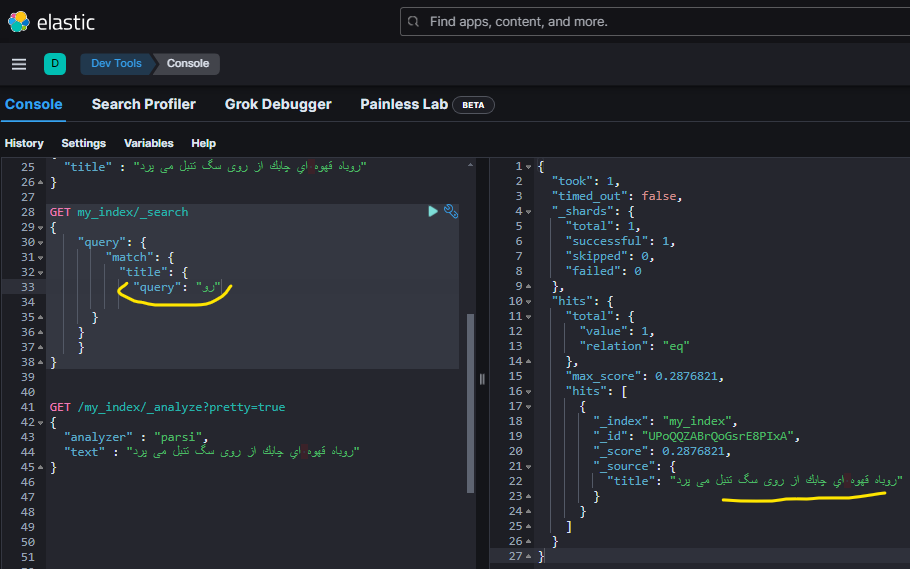 elastic
Find apps, content, and more.
D
Dev Tools
Console
Console
Search Profiler
Grok Debugger
Painless Lab
BETA
History
Settings
Variables
Help
25 "title" : "روباه قهوه اي چابك از روی سگ تنبل می پرد"
26 }
27
28 GET my_index/_search
29 {
30 "query": {
31 "match": {
32 "title": {
33 "query": "رو"
34
35 }
36 }
37 }
38 }
39
40
41 GET /my_index/_analyze?pretty=true
42 {
43 "analyzer" : "parsi",
44 "text" : "روباه قهوه اي چابك از روی سگ تنبل می پرد"
45 }
46
47
48
49
50
51
1 {
2 "took": 1,
3 "timed_out": false,
4 "_shards": {
5 "total": 1,
6 "successful": 1,
7 "skipped": 0,
8 "failed": 0
9 },
10 "hits": {
11 "total": {
12 "value": 1,
13 "relation": "eq"
14 },
15 "max_score": 0.2876821,
16 "hits": [
17 {
18 "_index": "my_index",
19 "_id": "UPoQQZABrQoGsrE8PIxA",
20 "_score": 0.2876821,
21 "_source": {
22 "title": "روباه قهوه اي چابك از روی سگ تنبل می پرد"
23 }
24 }
25 ]
26 }
27 }